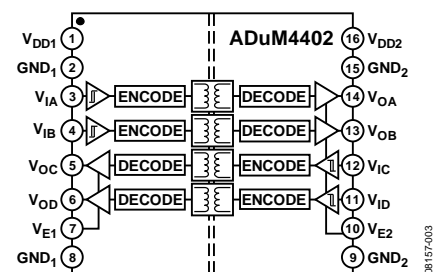 ADuM4402
VDD1 1
16 VDD2
GND1 2
15 GND2
VIA 3 ENCODE DECODE 14 VOA
VIB 4 ENCODE DECODE 13 VOB
VOC 5 DECODE ENCODE 12 VIC
VOD 6 DECODE ENCODE 11 VID
VE1 7
10 VE2
GND1 8
9 GND2
08157-003